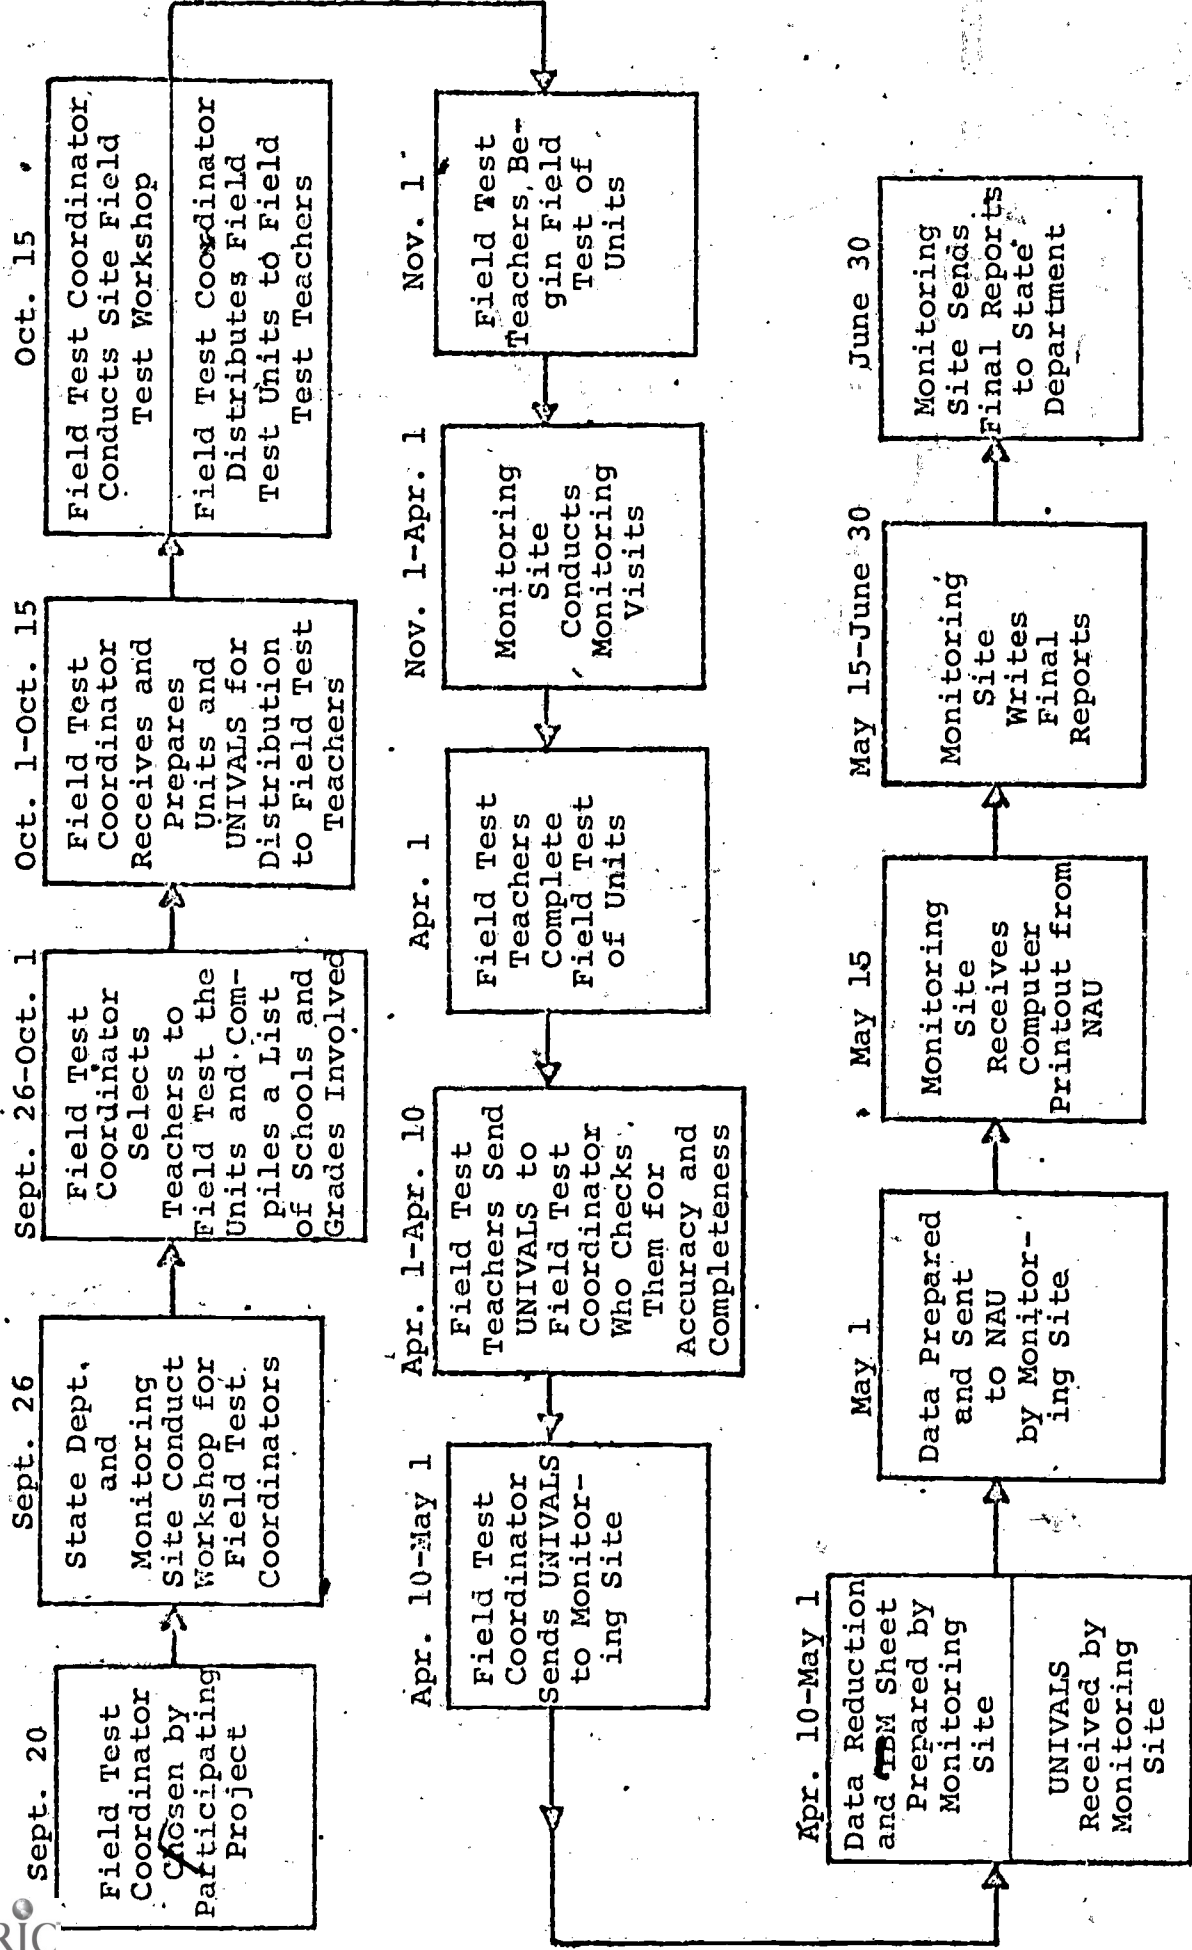 Sept. 20
Field Test
Coordinator
Chosen by
Participating
Project
Sept. 26
State Dept.
and
Monitoring
Site Conduct
Workshop for
Field Test
Coordinators
Sept. 26-Oct. 1
Field Test
Coordinator
Selects
Teachers to
Field Test the
Units and Com-
piles a List
of Schools and
Grades Involved
Oct. 1-Oct. 15
Field Test
Coordinator
Receives and
Prepares
Units and
UNIVALS for
Distribution
to Field Test
Teachers
Oct. 15
Field Test Coordinator
Conducts Site Field
Test Workshop
Field Test Coordinator
Distributes Field
Test Units to Field
Test Teachers
Nov. 1
Field Test
Teachers Be-
gin Field
Test of
Units
Nov. 1-Apr. 1
Monitoring
Site
Conducts
Monitoring
Visits
Apr. 1
Field Test
Teachers
Complete
Field Test
of Units
Apr. 1-Apr. 10
Field Test
Teachers Send
UNIVALS to
Field Test
Coordinator
Who Checks
Them for
Accuracy and
Completeness
Apr. 10-May 1
Field Test
Coordinator
Sends UNIVALS
to Monitor-
ing Site
Apr. 10-May 1
Data Reduction
and IBM Sheet
Prepared by
Monitoring
Site
UNIVALS
Received by
Monitoring
Site
May 1
Data Prepared
and Sent
to NAU
by Monitor-
ing Site
May 15
Monitoring
Site
Receives
Computer
Printout from
NAU
May 15-June 30
Monitoring
Site
Writes
Final
Reports
June 30
Monitoring
Site Sends
Final Reports
to State
Department
RIC